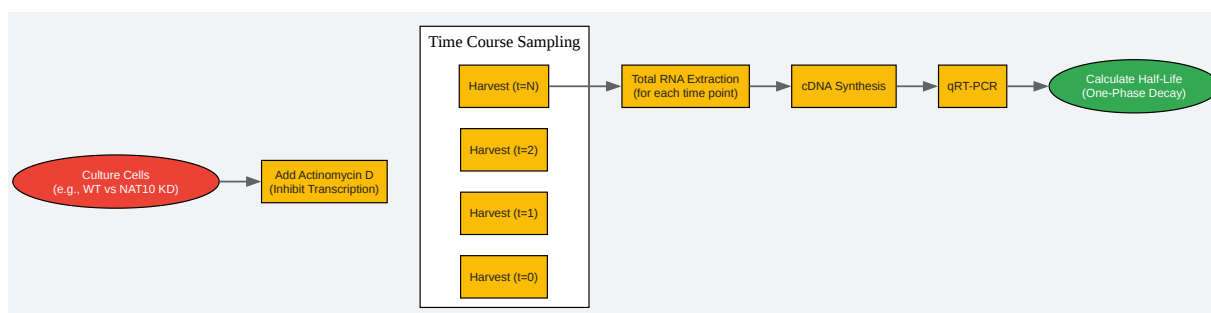 Culture Cells
(e.g., WT vs NAT10 KD)
Add Actinomycin D
(Inhibit Transcription)
Time Course Sampling
Harvest (t=N)
Harvest (t=2)
Harvest (t=1)
Harvest (t=0)
Total RNA Extraction
(for each time point)
cDNA Synthesis
qRT-PCR
Calculate Half-Life
(One-Phase Decay)